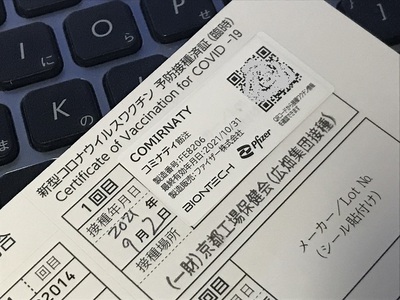 新型コロナウイルスワクチン 予防接種済証(臨時)
Certificate of Vaccination for COVID-19
1回目
接種年月日
2021年
9月2日
接種場所
COMIRNATY
コミナティ筋注
製造番号:FE8206
最終有効年月日:2021/10/31
製造販売:ファイザー株式会社
BIONTECH Pfizer
(一財)京都工場保健会(広畑集団接種)
メーカー/Lot No.
(シール貼付け)
回目
2014
I
O
K
の